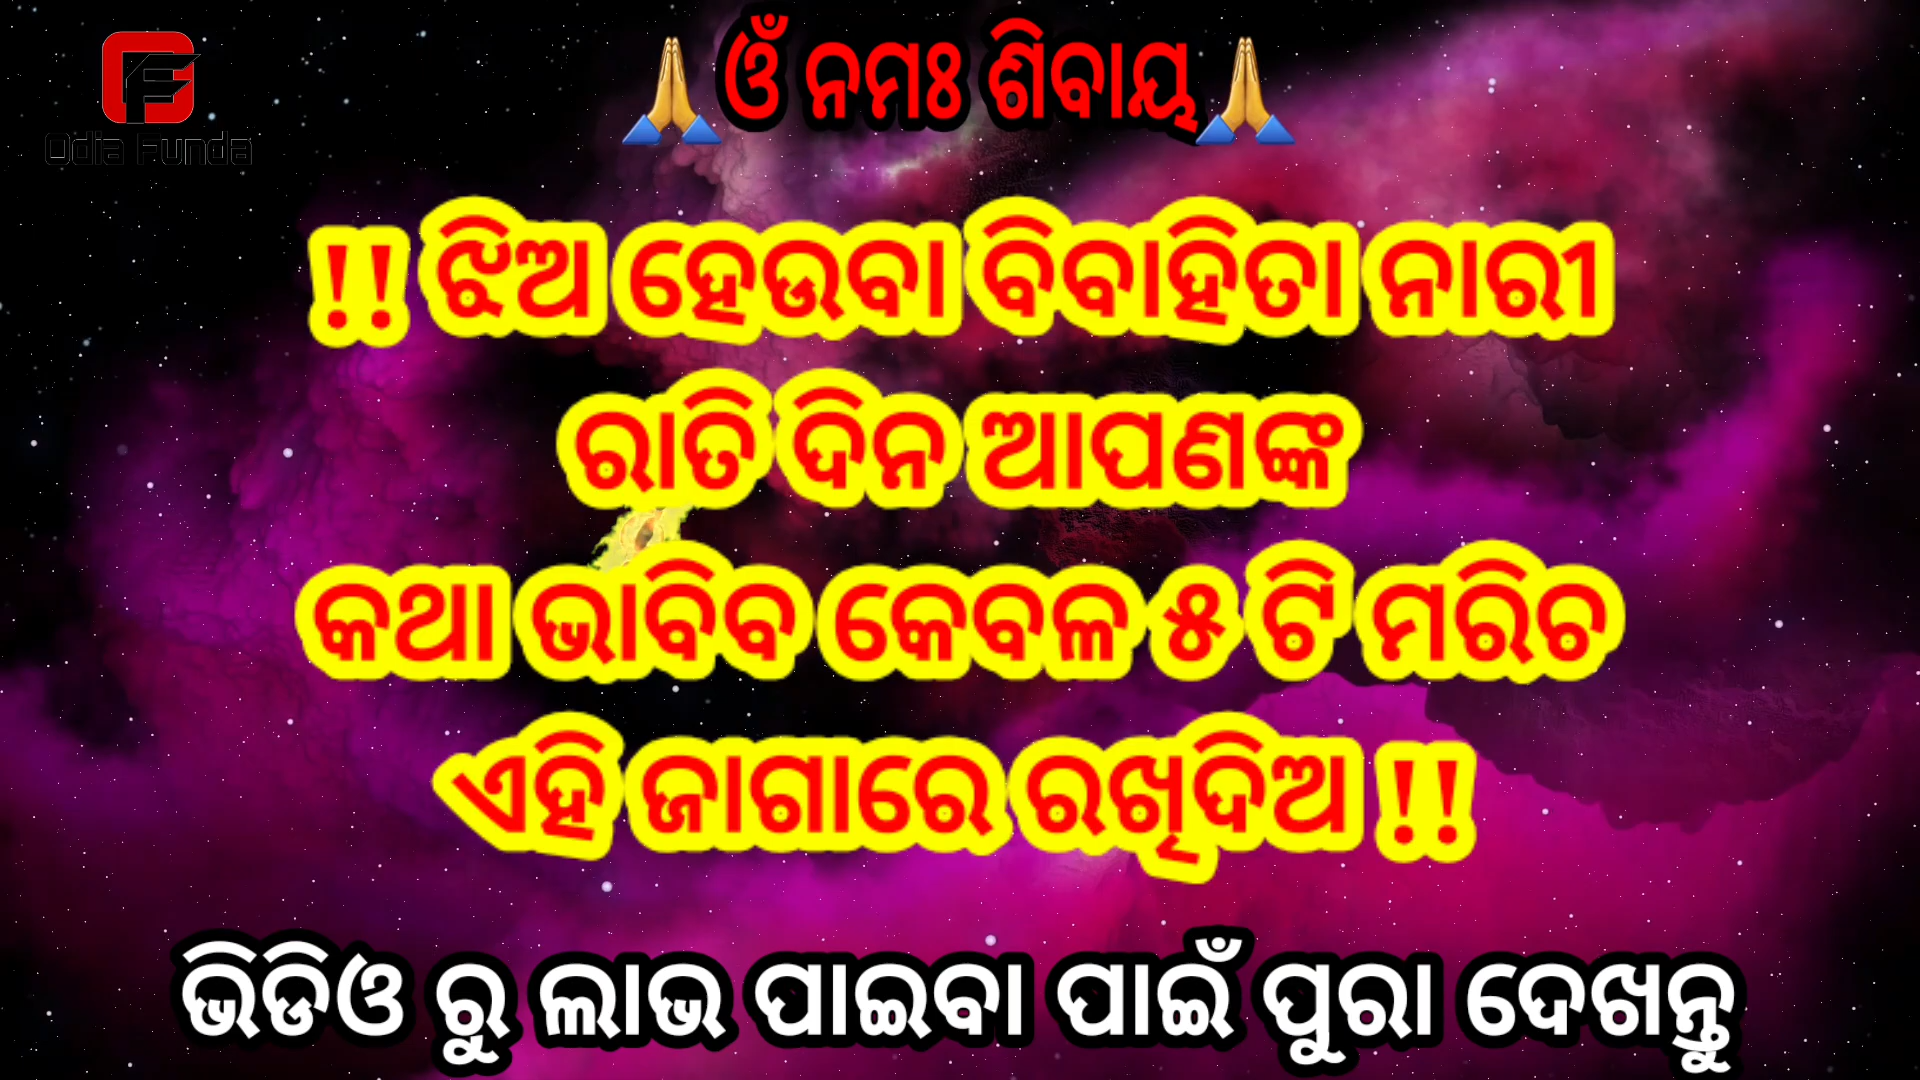 🙏ଓଁ ନମଃ ଶିବାୟ🙏
Odia Funda
!! ଝିଅ ହେଉବା ବିବାହିତା ନାରୀ
ରାତି ଦିନ ଆପଣଙ୍କ
କଥା ଭାବିବ କେବଳ ୫ ଟି ମରିଚ
ଏହି ଜାଗାରେ ରଖିଦିଅ !!
ଭିଡିଓ ରୁ ଲାଭ ପାଇବା ପାଇଁ ପୁରା ଦେଖନ୍ତୁ